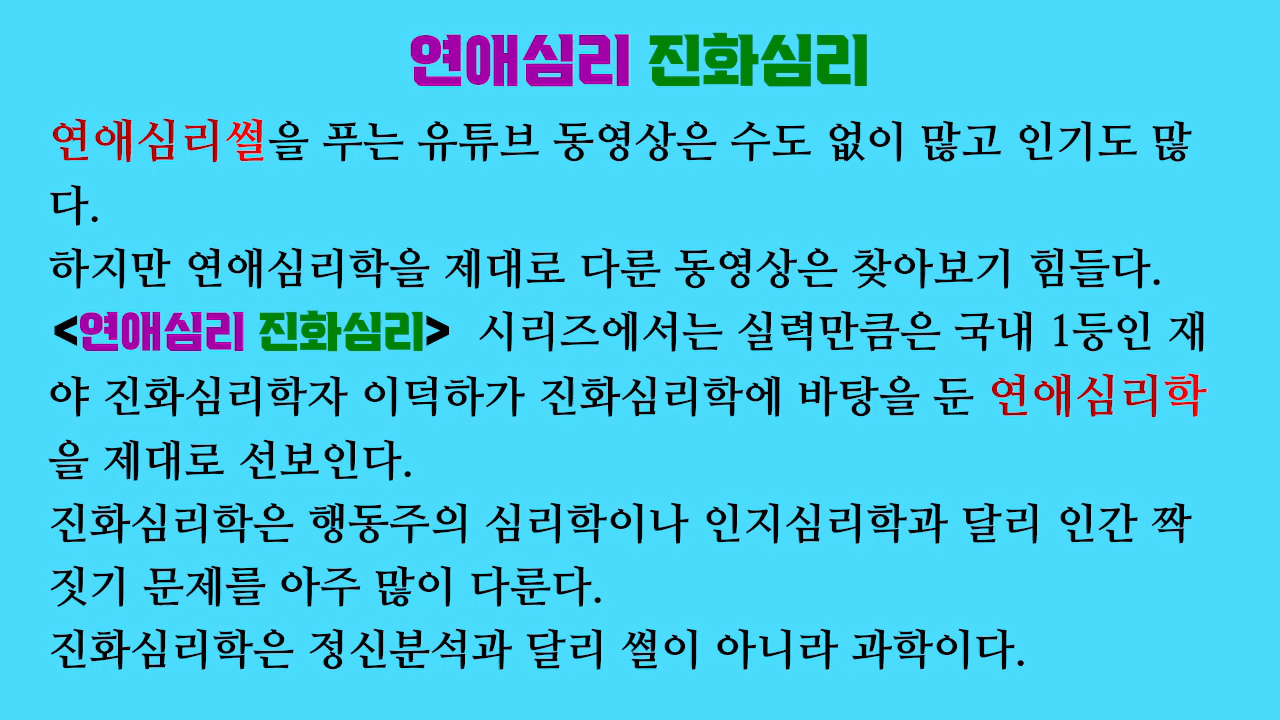 연애심리 진화심리
연애심리썰을 푸는 유튜브 동영상은 수도 없이 많고 인기도 많
다.
하지만 연애심리학을 제대로 다룬 동영상은 찾아보기 힘들다.
<연애심리 진화심리> 시리즈에서는 실력만큼은 국내 1등인 재
야 진화심리학자 이덕하가 진화심리학에 바탕을 둔 연애심리학
을 제대로 선보인다.
진화심리학은 행동주의 심리학이나 인지심리학과 달리 인간 짝
짓기 문제를 아주 많이 다룬다.
진화심리학은 정신분석과 달리 썰이 아니라 과학이다.